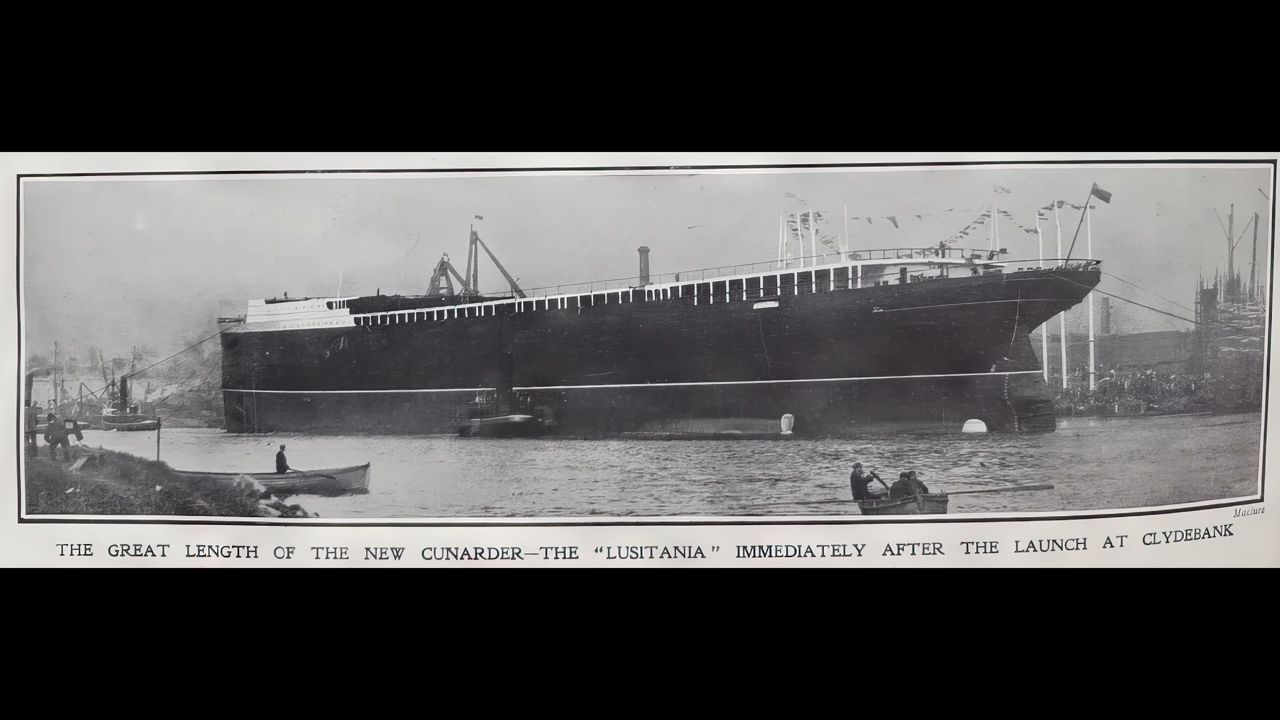 Maclure
THE GREAT LENGTH OF THE NEW CUNARDER—THE “LUSITANIA” IMMEDIATELY AFTER THE LAUNCH AT CLYDEBANK